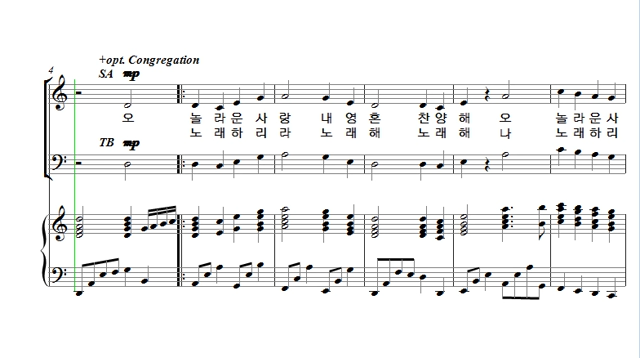 4
+opt. Congregation
SA mp
오 놀라운 사 랑 내 영 혼 찬 양 해 오 놀라운 사
노 래 하 리 라 노 래 해 노 래 해 나 노 래 하 리
TB mp